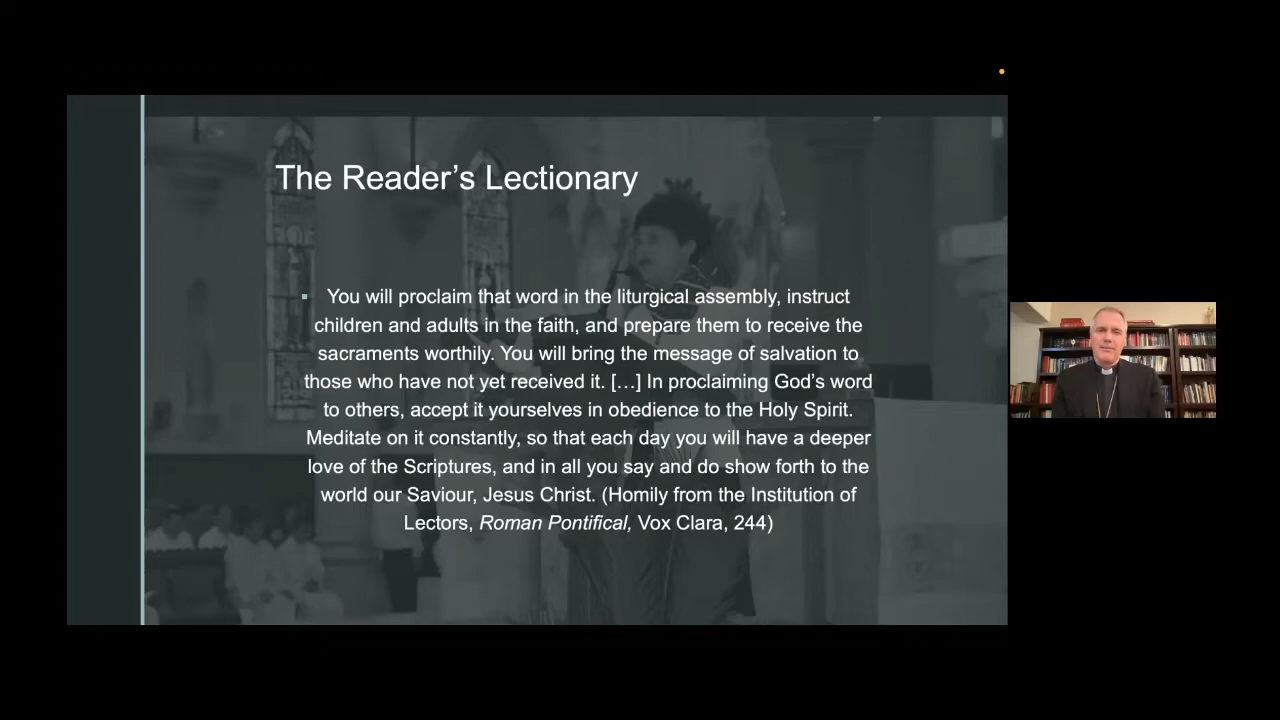 The Reader’s Lectionary
You will proclaim that word in the liturgical assembly, instruct
children and adults in the faith, and prepare them to receive the
sacraments worthily. You will bring the message of salvation to
those who have not yet received it. […] In proclaiming God’s word
to others, accept it yourselves in obedience to the Holy Spirit.
Meditate on it constantly, so that each day you will have a deeper
love of the Scriptures, and in all you say and do show forth to the
world our Saviour, Jesus Christ. (Homily from the Institution of
Lectors, Roman Pontifical, Vox Clara, 244)